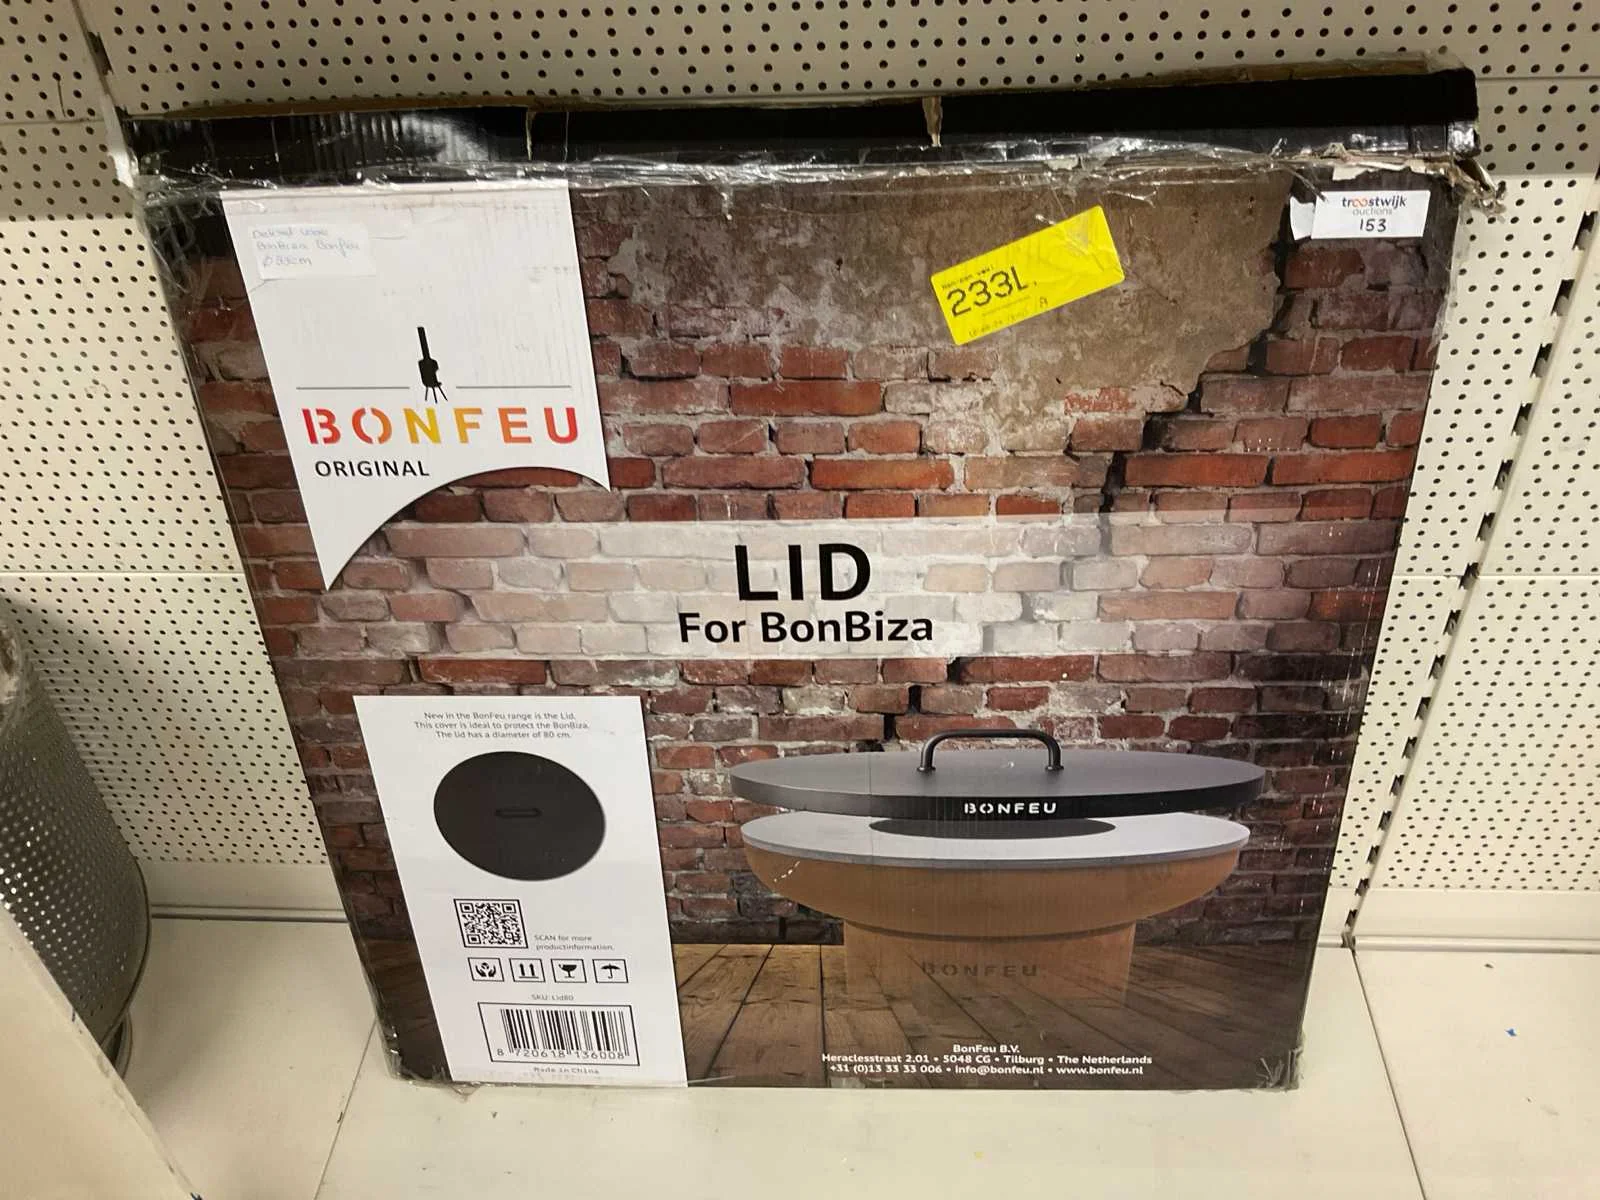 troostwijk
auctions
153
BonBiza Bonfeu
233L.
A
BONFEU
ORIGINAL
LID
For BonBiza
New in the BonFeu range is the Lid.
This cover is ideal to protect the BonBiza.
The lid has a diameter of 80 cm.
BONFEU
SCAN for more
productinformation.
BONFEU
SKU: Lid80
8 720618 136008
Made in China
BonFeu B.V.
Heraclesstraat 2.01 • 5048 CG • Tilburg • The Netherlands
+31 (0)13 33 33 006 • info@bonfeu.nl • www.bonfeu.nl